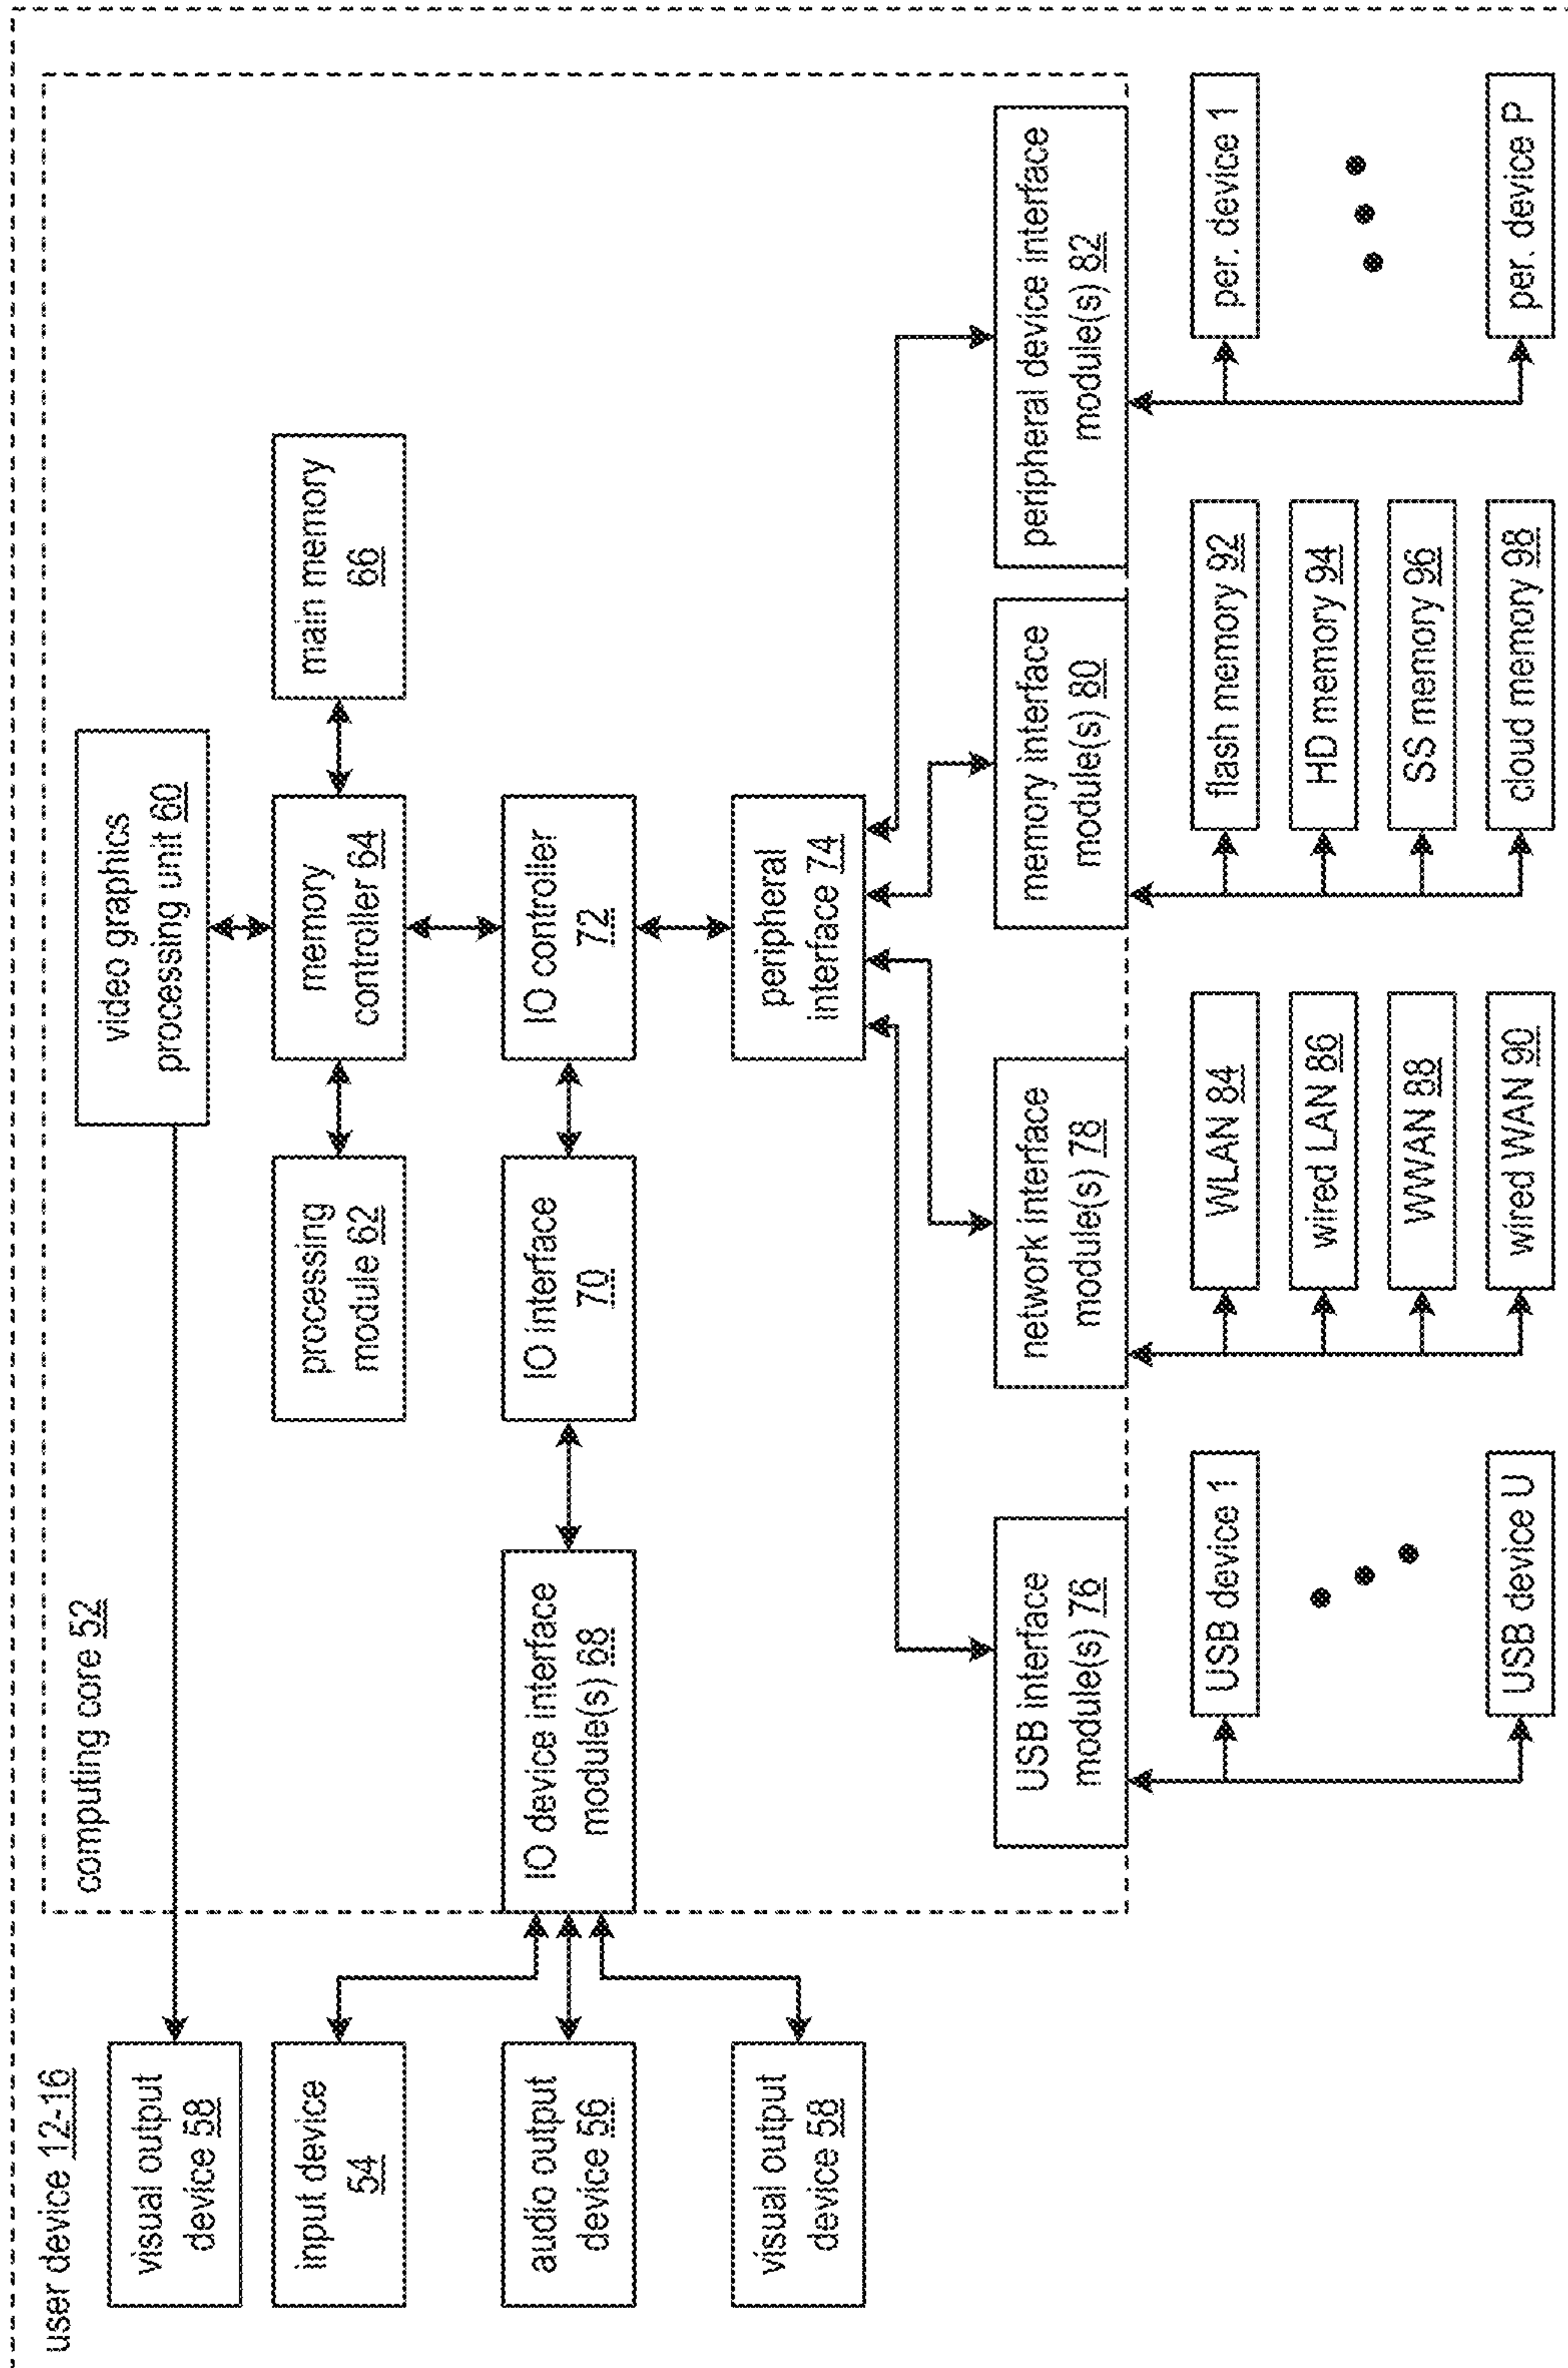 user device 12-16
computing core 52
visual output
device 58
video graphics
processing unit 60
input device
54
processing
module 62
memory
controller 64
main memory
66
audio output
device 56
IO device interface
module(s) 68
IO interface
70
IO controller
72
visual output
device 58
peripheral
interface 74
USB interface
module(s) 76
network interface
module(s) 78
memory interface
module(s) 80
peripheral device interface
module(s) 82
USB device 1
USB device U
WLAN 84
wired LAN 86
WWAN 88
wired WAN 90
flash memory 92
HD memory 94
SS memory 96
cloud memory 98
per. device 1
per. device P